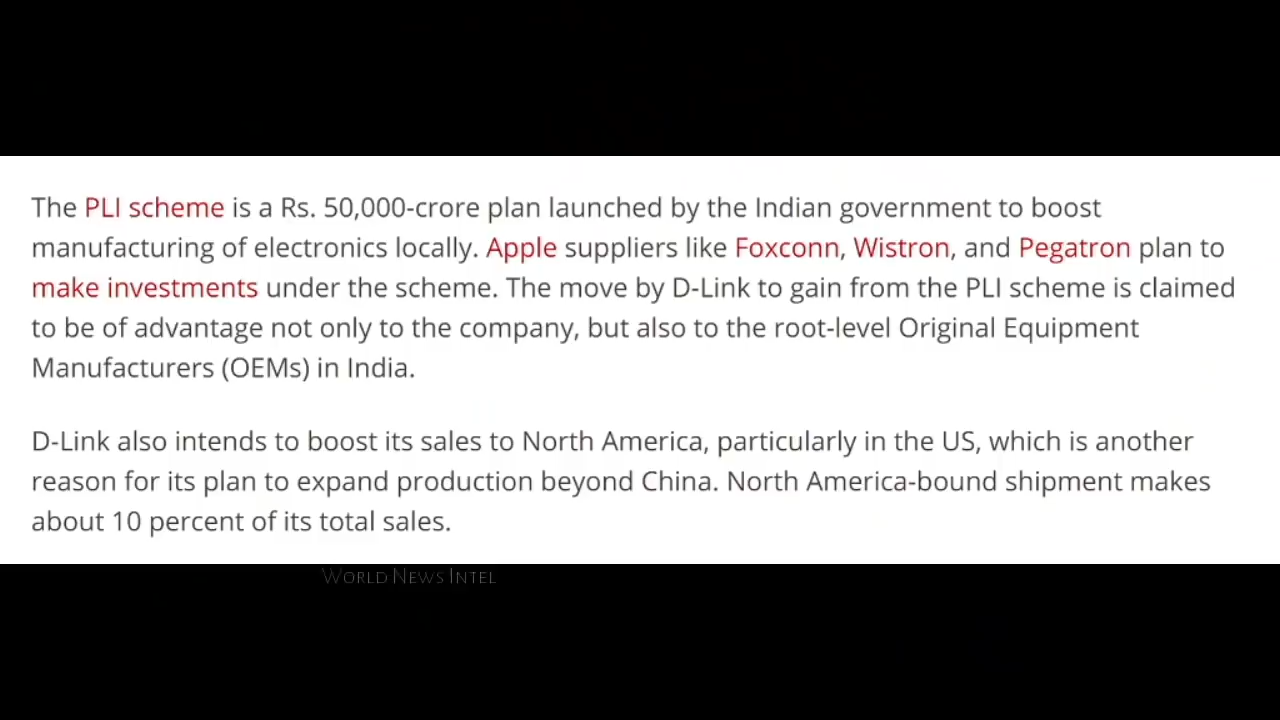 The PLI scheme is a Rs. 50,000-crore plan launched by the Indian government to boost
manufacturing of electronics locally. Apple suppliers like Foxconn, Wistron, and Pegatron plan to
make investments under the scheme. The move by D-Link to gain from the PLI scheme is claimed
to be of advantage not only to the company, but also to the root-level Original Equipment
Manufacturers (OEMs) in India.
D-Link also intends to boost its sales to North America, particularly in the US, which is another
reason for its plan to expand production beyond China. North America-bound shipment makes
about 10 percent of its total sales.
WORLD NEWS INTEL